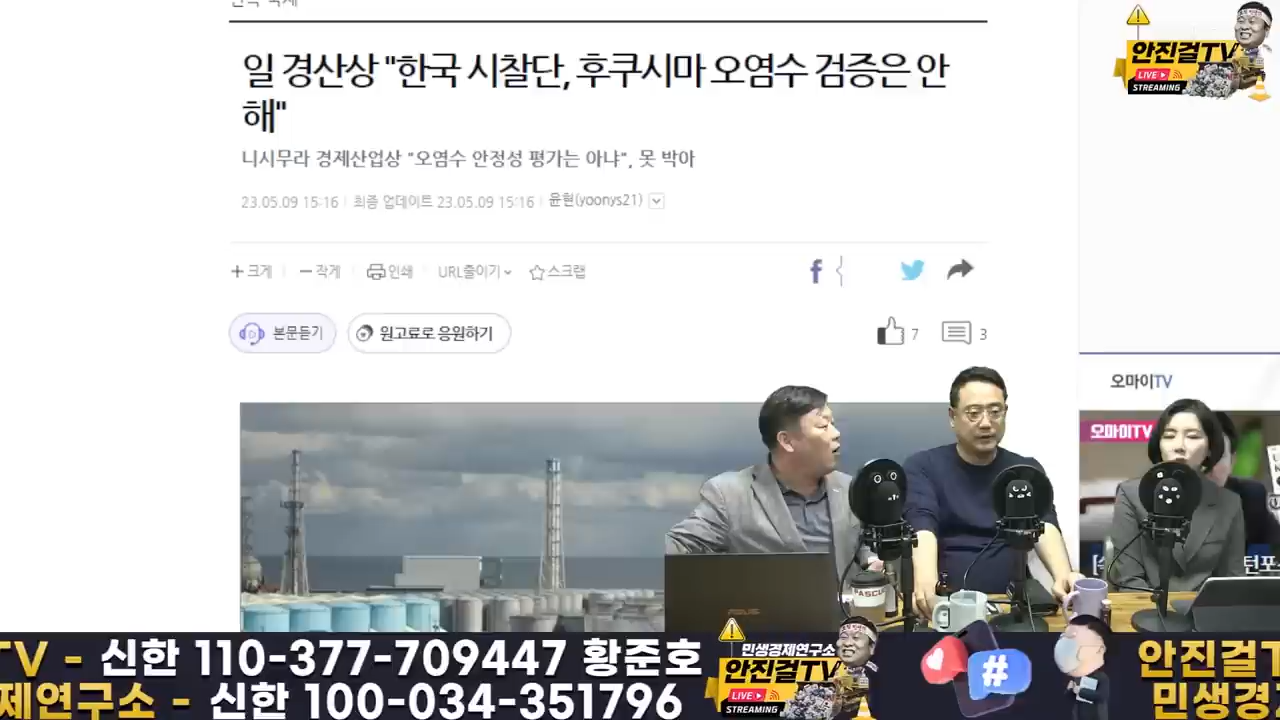 일 경산상 "한국 시찰단, 후쿠시마 오염수 검증은 안
해"
니시무라 경제산업상 "오염수 안정성 평가는 아냐", 못 박아
23.05.09 15:16 | 최종 업데이트 23.05.09 15:16 | 윤현(yoonys21)
+ 크게 | − 작게 | 인쇄 | URL줄이기 | 스크랩
본문듣기 원고료로 응원하기
7 3
안진걸TV
LIVE
STREAMING
오마이TV
오마이TV
턴포
PASCUCCI
ASUS
TV - 신한 110-377-709447 황준호
제연구소 - 신한 100-034-351796
민생경제연구소
안진걸TV
LIVE
STREAMING
#
안진걸T
민생경